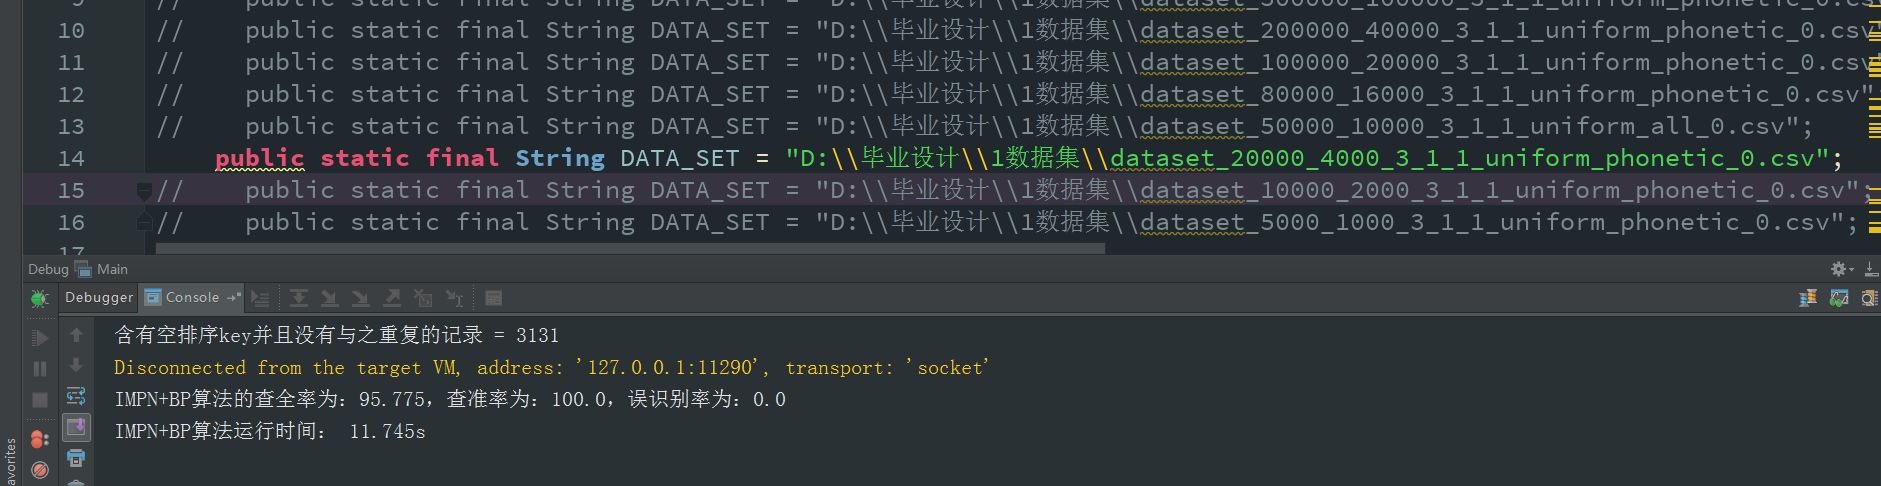 //    public static final String DATA_SET = "D:\\毕业设计\\1数据集\\dataset_500000_100000_3_1_1_uniform_phonetic_0.csv
10 //    public static final String DATA_SET = "D:\\毕业设计\\1数据集\\dataset_200000_40000_3_1_1_uniform_phonetic_0.csv"
11 //    public static final String DATA_SET = "D:\\毕业设计\\1数据集\\dataset_100000_20000_3_1_1_uniform_phonetic_0.csv"
12 //    public static final String DATA_SET = "D:\\毕业设计\\1数据集\\dataset_80000_16000_3_1_1_uniform_phonetic_0.csv"
13 //    public static final String DATA_SET = "D:\\毕业设计\\1数据集\\dataset_50000_10000_3_1_1_uniform_all_0.csv";
14     public static final String DATA_SET = "D:\\毕业设计\\1数据集\\dataset_20000_4000_3_1_1_uniform_phonetic_0.csv";
15 //    public static final String DATA_SET = "D:\\毕业设计\\1数据集\\dataset_10000_2000_3_1_1_uniform_phonetic_0.csv";
16 //    public static final String DATA_SET = "D:\\毕业设计\\1数据集\\dataset_5000_1000_3_1_1_uniform_phonetic_0.csv";
17
Debug Main
Debugger Console
含有空排序key并且没有与之重复的记录 = 3131
Disconnected from the target VM, address: '127.0.0.1:11290', transport: 'socket'
IMPN+BP算法的查全率为：95.775，查准率为：100.0，误识别率为：0.0
IMPN+BP算法运行时间： 11.745s
avorites